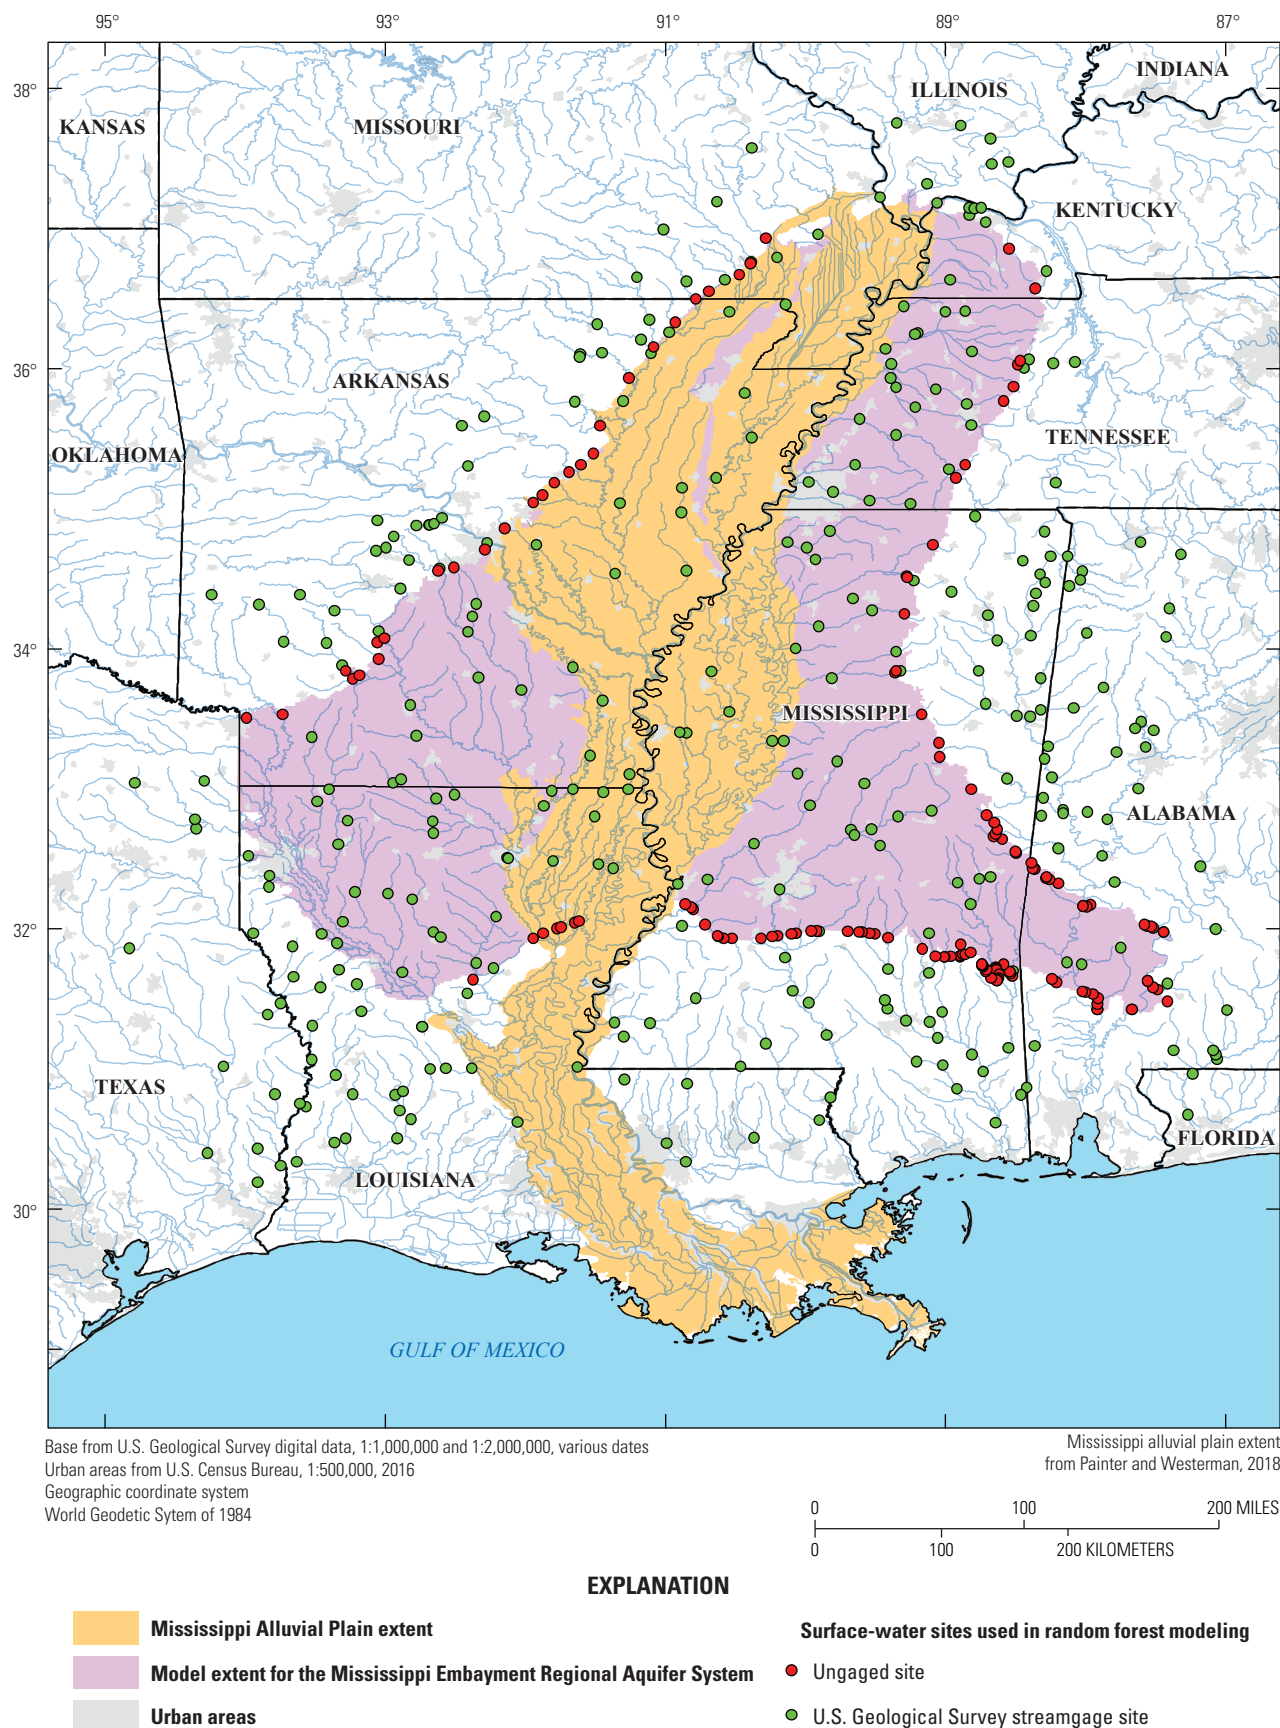 95° 93° 91° 89° 87°
38°
36°
34°
32°
30°
INDIANA
ILLINOIS
KANSAS
MISSOURI
KENTUCKY
ARKANSAS
OKLAHOMA
TENNESSEE
MISSISSIPPI
ALABAMA
TEXAS
FLORIDA
LOUISIANA
GULF OF MEXICO
Base from U.S. Geological Survey digital data, 1:1,000,000 and 1:2,000,000, various dates
Urban areas from U.S. Census Bureau, 1:500,000, 2016
Geographic coordinate system
World Geodetic Sytem of 1984
Mississippi alluvial plain extent
from Painter and Westerman, 2018
0 100 200 MILES
0 100 200 KILOMETERS
EXPLANATION
Mississippi Alluvial Plain extent
Model extent for the Mississippi Embayment Regional Aquifer System
Urban areas
Surface-water sites used in random forest modeling
Ungaged site
U.S. Geological Survey streamgage site